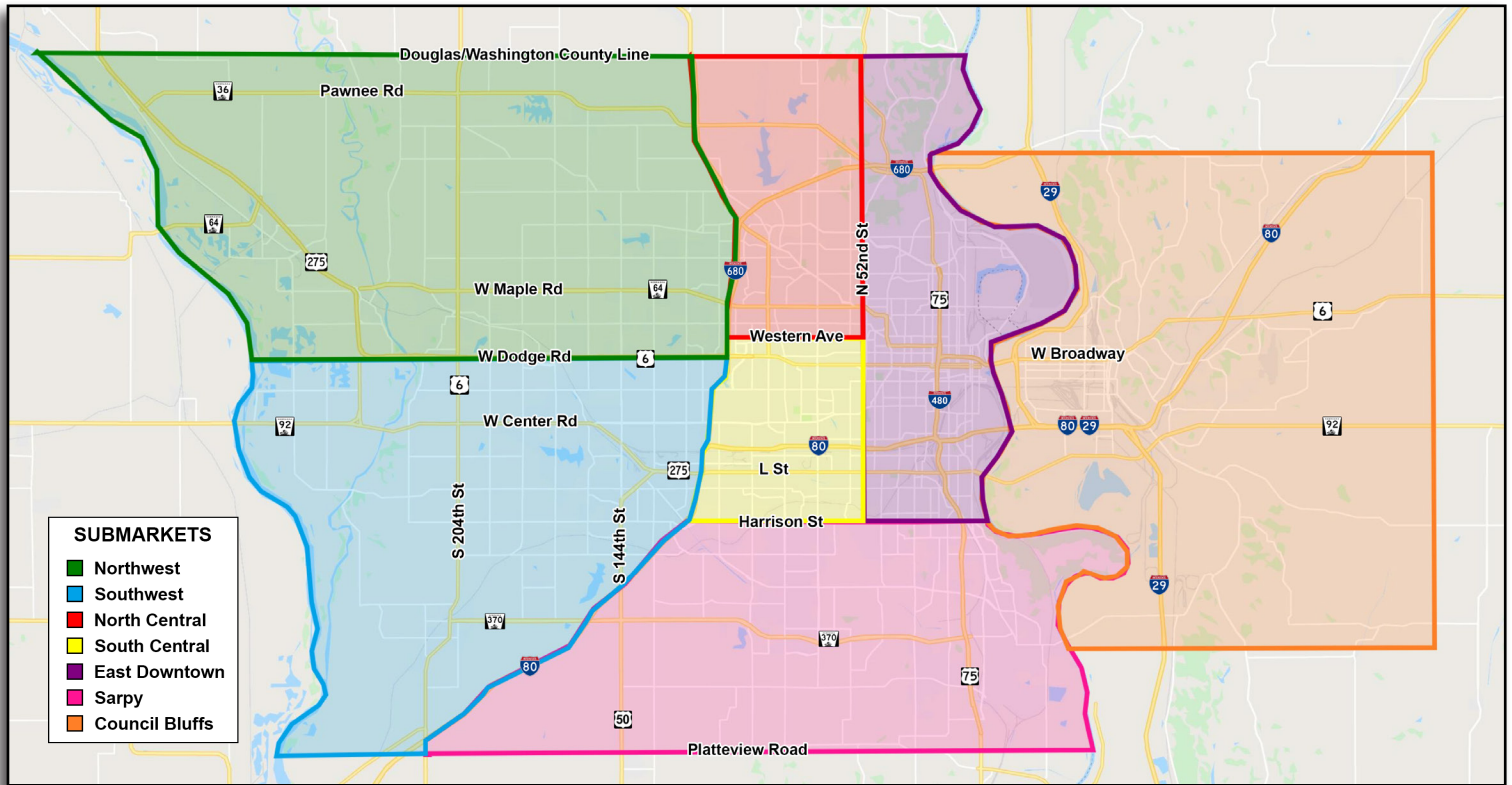 Douglas/Washington County Line
36
Pawnee Rd
680
29
64
80
N 52nd St
275
680
W Maple Rd
64
75
6
Western Ave
W Dodge Rd
6
W Broadway
6
480
W Center Rd
92
80
29
92
80
L St
275
S 204th St
S 144th St
Harrison St
SUBMARKETS
Northwest
Southwest
North Central
South Central
East Downtown
Sarpy
Council Bluffs
29
370
370
80
75
50
Platteview Road